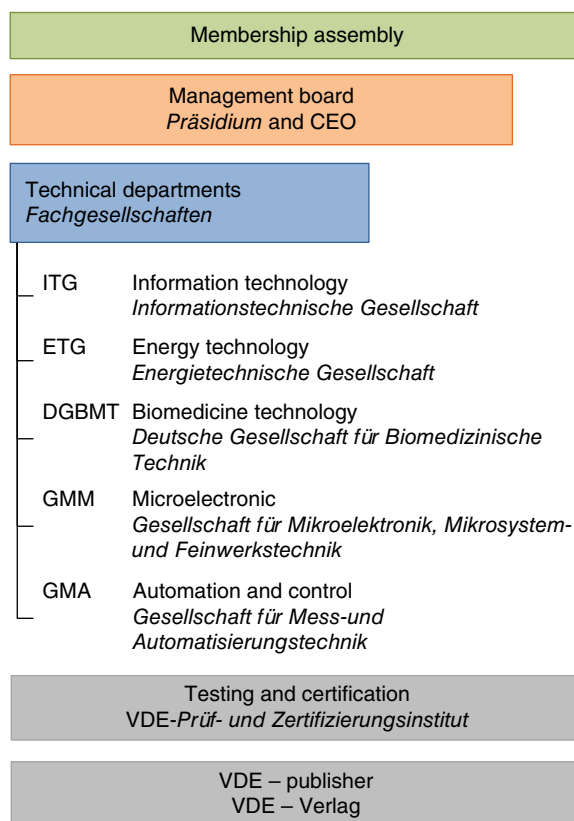 Membership assembly
Management board
Präsidium and CEO
Technical departments
Fachgesellschaften
ITG Information technology
Informationstechnische Gesellschaft
ETG Energy technology
Energietechnische Gesellschaft
DGBMT Biomedicine technology
Deutsche Gesellschaft für Biomedizinische
Technik
GMM Microelectronic
Gesellschaft für Mikroelektronik, Mikrosystem-
und Feinwerkstechnik
GMA Automation and control
Gesellschaft für Mess-und
Automatisierungstechnik
Testing and certification
VDE-Prüf- und Zertifizierungsinstitut
VDE – publisher
VDE – Verlag